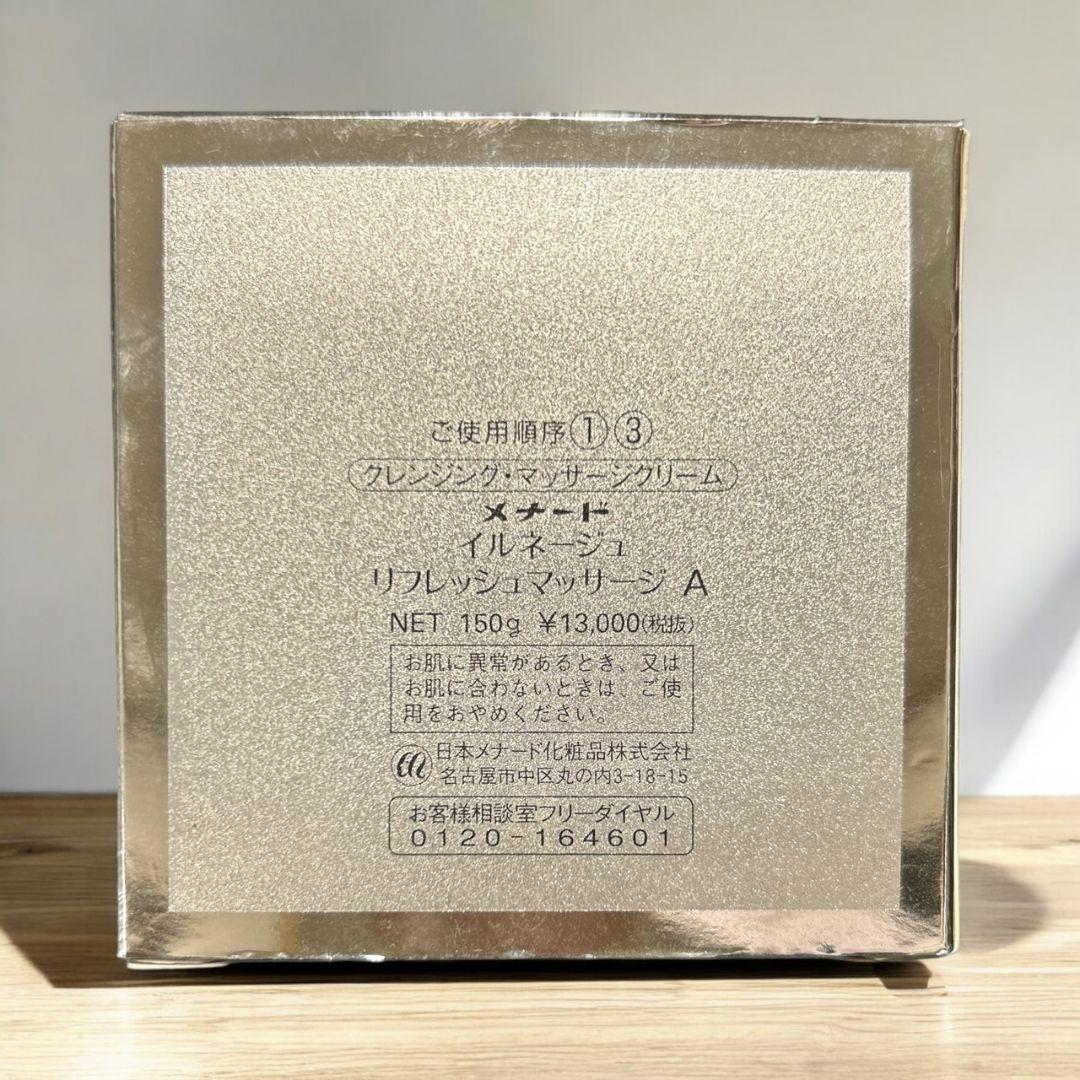 ご使用順序①③
クレンジング・マッサージクリーム
メナード
イルネージュ
リフレッシュマッサージ A
NET 150g ¥13,000(税抜)
お肌に異常があるとき、又は
お肌に合わないときは、ご使
用をおやめください。
日本メナード化粧品株式会社
名古屋市中区丸の内3-18-15
お客様相談室フリーダイヤル
0120-164601